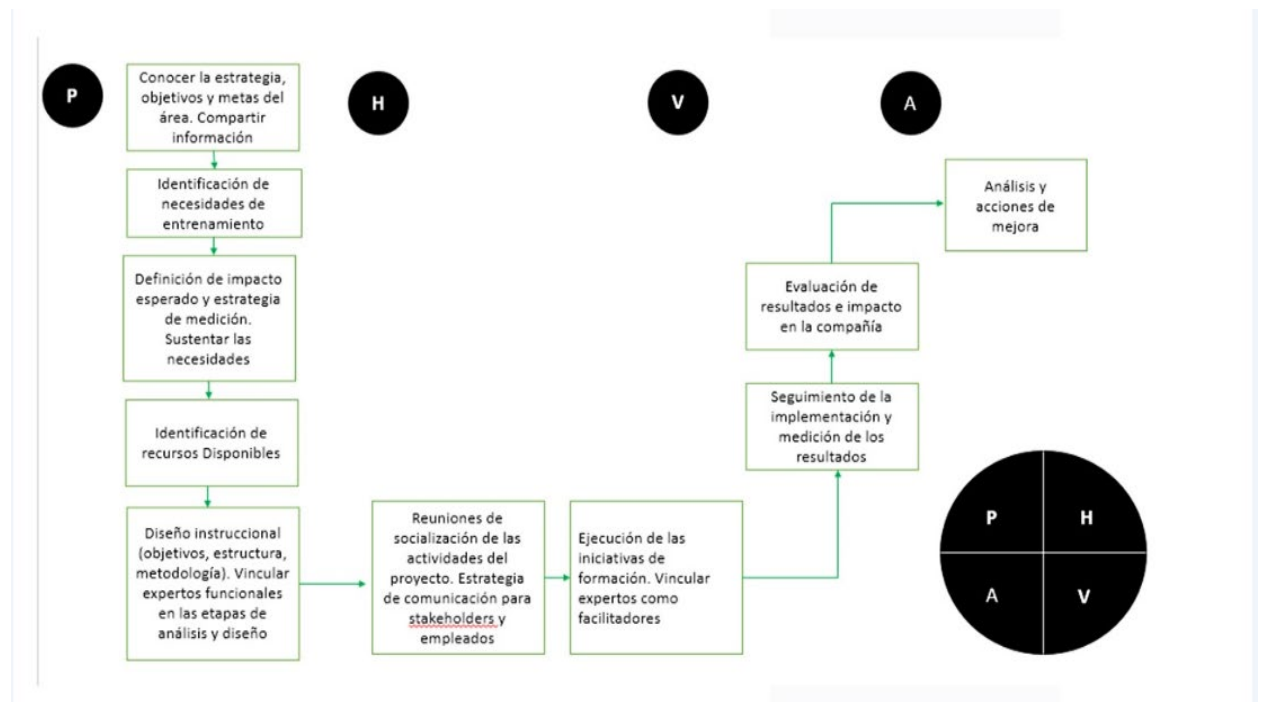 P
Conocer la estrategia,
objetivos y metas del
área. Compartir
información
Identificación de
necesidades de
entrenamiento
Definición de impacto
esperado y estrategia
de medición.
Sustentar las
necesidades
Identificación de
recursos Disponibles
Diseño instruccional
(objetivos, estructura,
metodología). Vincular
expertos funcionales
en las etapas de
análisis y diseño
H
Reuniones de
socialización de las
actividades del
proyecto. Estrategia
de comunicación para
stakeholders y
empleados
Ejecución de las
iniciativas de
formación. Vincular
expertos como
facilitadores
V
Seguimiento de la
implementación y
medición de los
resultados
Evaluación de
resultados e impacto
en la compañía
A
Análisis y
acciones de
mejora
P
H
A
V